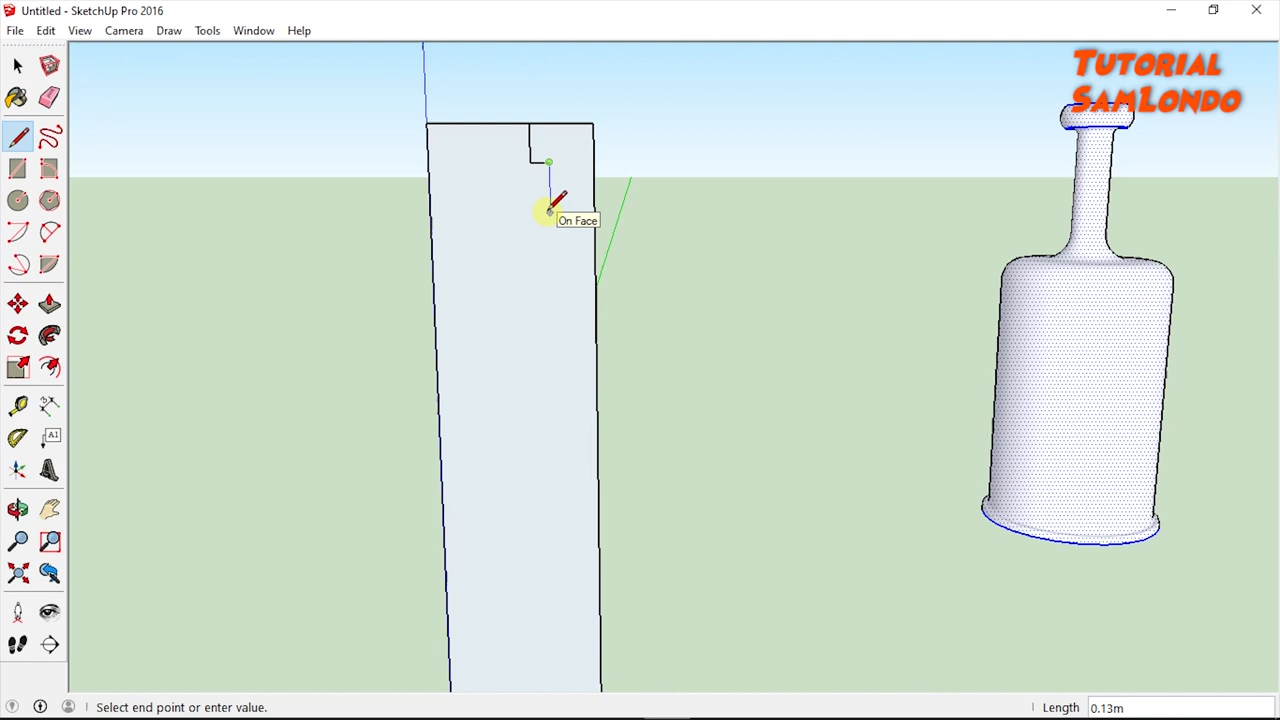 Untitled - SketchUp Pro 2016
File Edit View Camera Draw Tools Window Help
TUTORIAL
SAMLONDO
On Face
A1
Select end point or enter value.
Length 0.13m